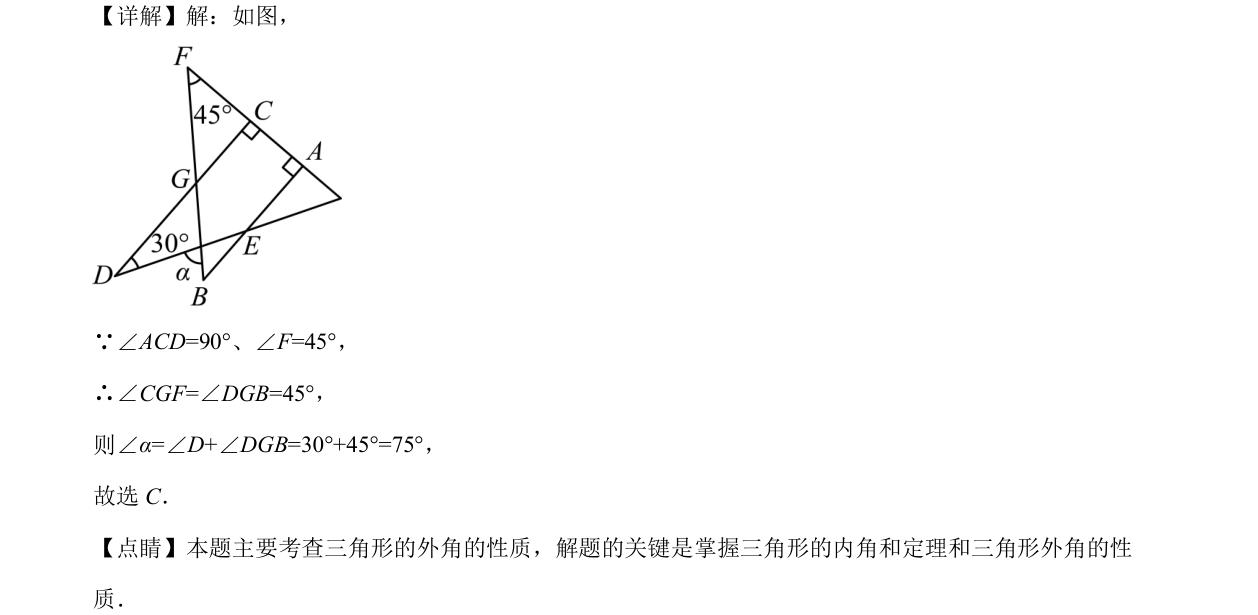 【详解】解：如图，
F
45°
C
A
G
30°
E
D
α
B
∵∠ACD=90°、∠F=45°，
∴∠CGF=∠DGB=45°，
则∠α=∠D+∠DGB=30°+45°=75°，
故选 C．
【点睛】本题主要考查三角形的外角的性质，解题的关键是掌握三角形的内角和定理和三角形外角的性
质．